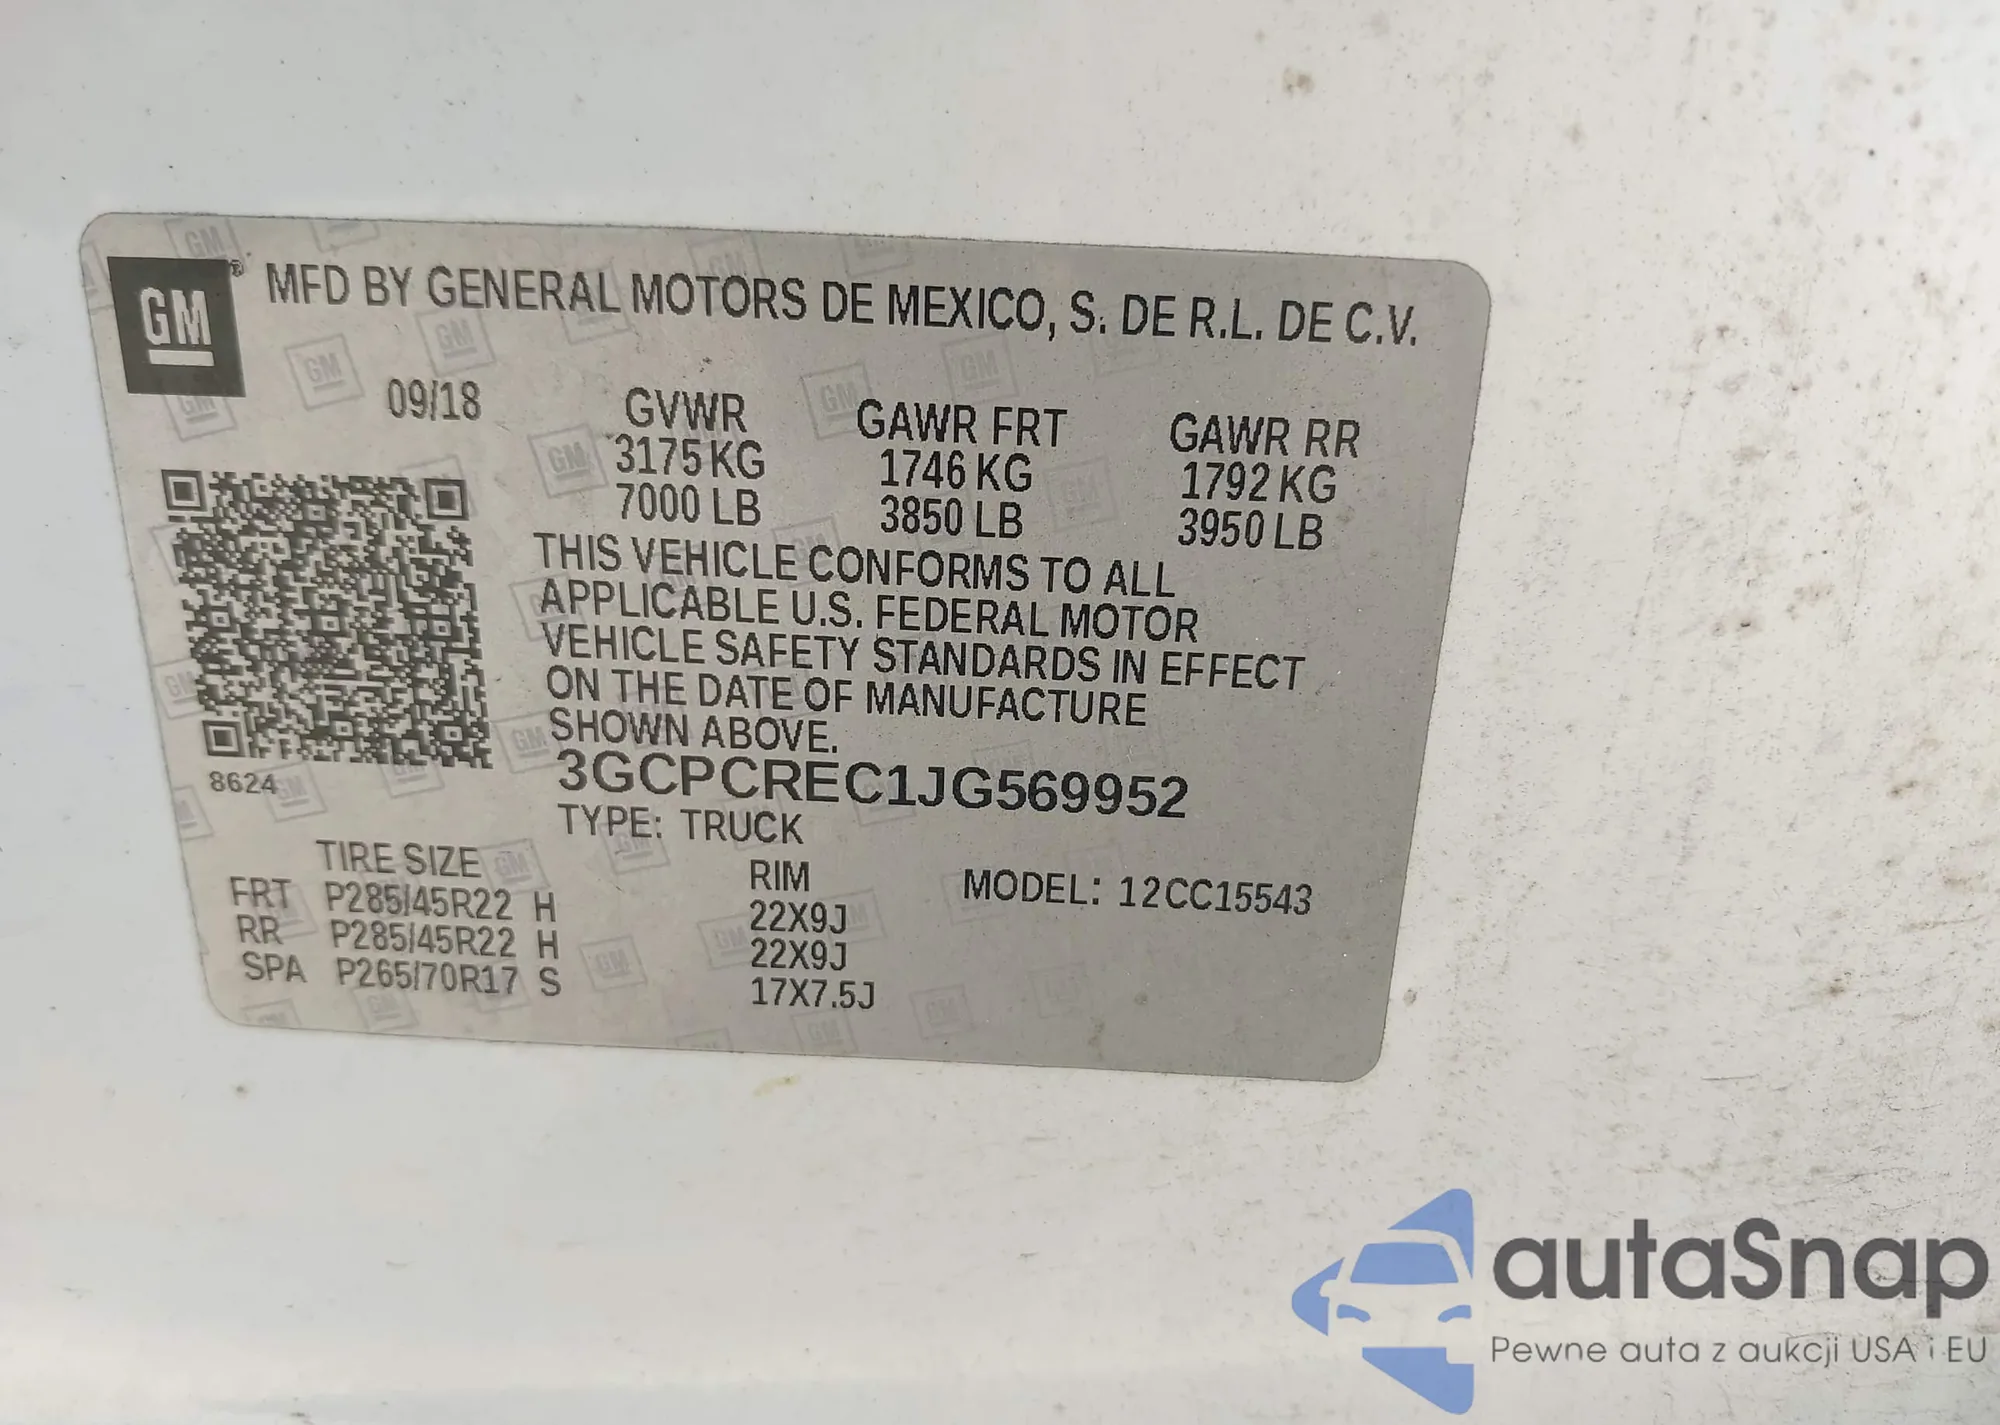 GM ® MFD BY GENERAL MOTORS DE MEXICO, S. DE R.L. DE C.V.
09/18 GVWR GAWR FRT GAWR RR
3175 KG 1746 KG 1792 KG
7000 LB 3850 LB 3950 LB
THIS VEHICLE CONFORMS TO ALL
APPLICABLE U.S. FEDERAL MOTOR
VEHICLE SAFETY STANDARDS IN EFFECT
ON THE DATE OF MANUFACTURE
SHOWN ABOVE.
8624 3GCPCREC1JG569952
TYPE: TRUCK
TIRE SIZE RIM MODEL: 12CC15543
FRT P285/45R22 H 22X9J
RR P285/45R22 H 22X9J
SPA P265/70R17 S 17X7.5J
autaSnap
Pewne auta z aukcji USA i EU